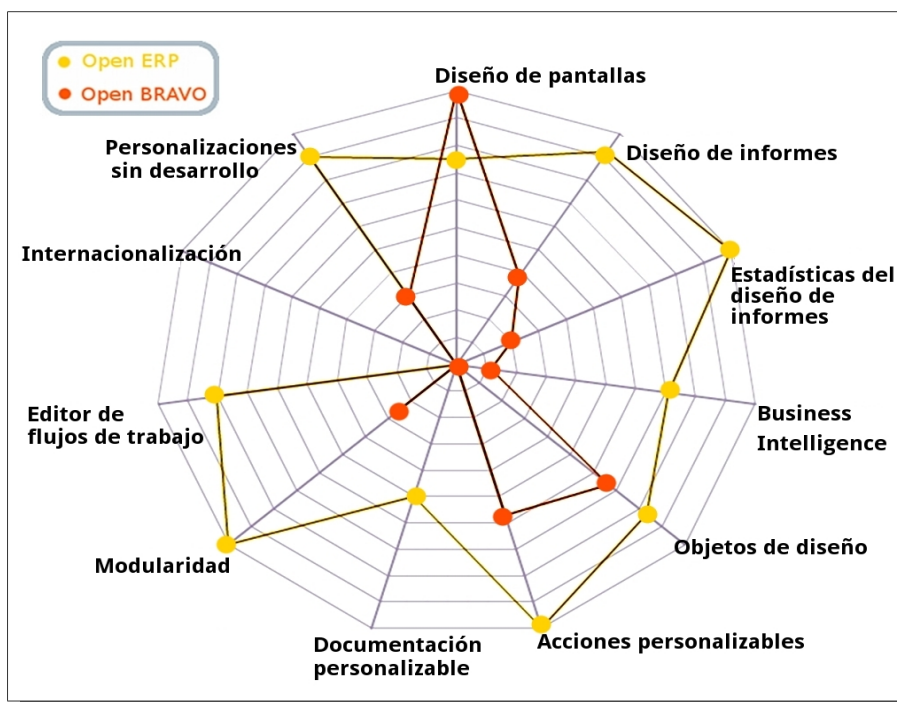 Open ERP
Open BRAVO
Diseño de pantallas
Personalizaciones
sin desarrollo
Diseño de informes
Internacionalización
Estadísticas del
diseño de
informes
Editor de
flujos de trabajo
Business
Intelligence
Modularidad
Objetos de diseño
Documentación
personalizable
Acciones personalizables